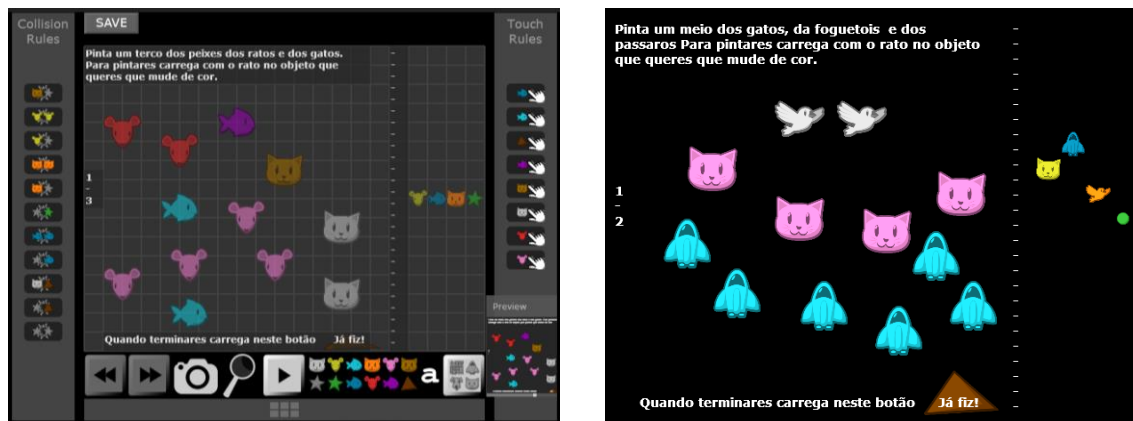 Collision
Rules
SAVE
Touch
Rules
Pinta um terco dos peixes dos ratos e dos gatos.
Para pintares carrega com o rato no objeto que
queres que mude de cor.
1
-
3
Quando terminares carrega neste botão Já fiz!
Preview
a
Pinta um meio dos gatos, da foguetois e dos
passaros Para pintares carrega com o rato no objeto
que queres que mude de cor.
1
-
2
Quando terminares carrega neste botão Já fiz!